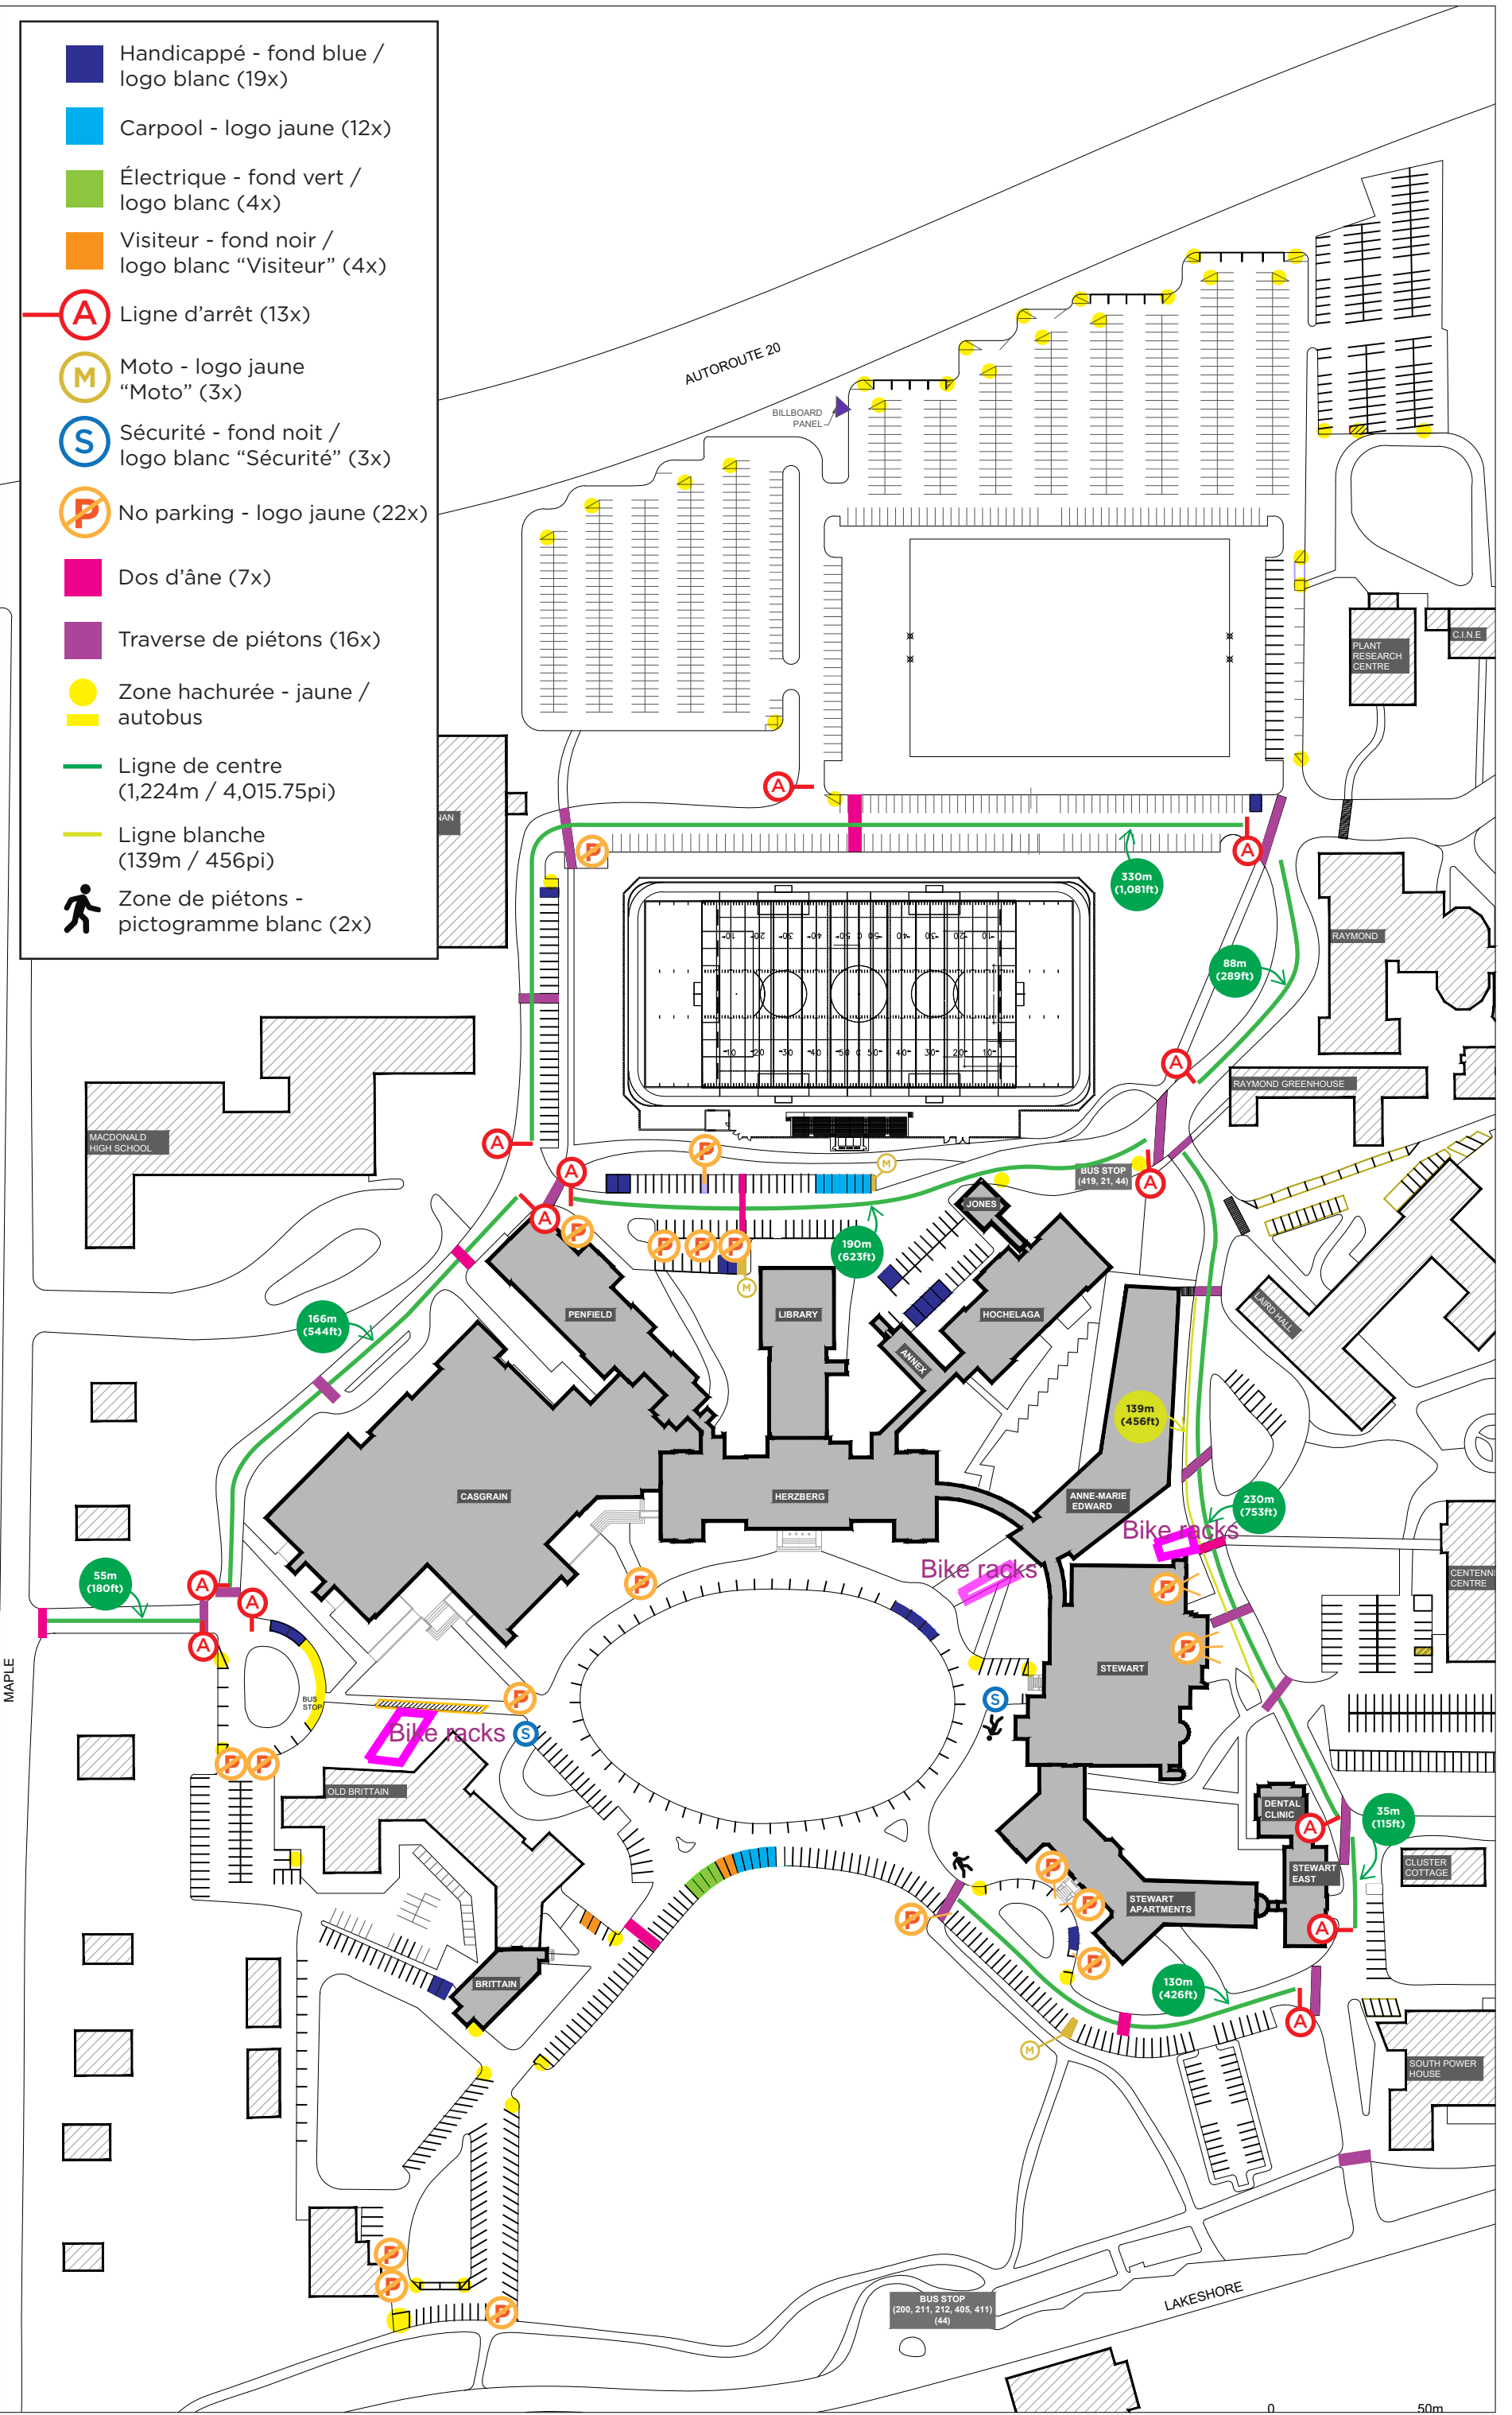 Handicappé - fond blue /
logo blanc (19x)
Carpool - logo jaune (12x)
Électrique - fond vert /
logo blanc (4x)
Visiteur - fond noir /
logo blanc “Visiteur” (4x)
A
Ligne d’arrêt (13x)
M
Moto - logo jaune
“Moto” (3x)
S
Sécurité - fond noit /
logo blanc “Sécurité” (3x)
P
No parking - logo jaune (22x)
Dos d’âne (7x)
Traverse de piétons (16x)
Zone hachurée - jaune /
autobus
Ligne de centre
(1,224m / 4,015.75pi)
Ligne blanche
(139m / 456pi)
Zone de piétons -
pictogramme blanc (2x)
AUTOROUTE 20
BILLBOARD
PANEL
PLANT
RESEARCH
CENTRE
C.I.N.E
NAN
A
P
A
330m
(1,081ft)
RAYMOND
88m
(289ft)
A
RAYMOND GREENHOUSE
MACDONALD
HIGH SCHOOL
A
A
P
M
BUS STOP
(419, 21, 44)
A
JONES
A
P
P
P
P
190m
(623ft)
M
166m
(544ft)
PENFIELD
LIBRARY
HOCHELAGA
LAIRD HALL
ANNEX
139m
(456ft)
CASGRAIN
HERZBERG
ANNE-MARIE
EDWARD
230m
(753ft)
Bike racks
Bike racks
55m
(180ft)
A
A
A
P
P
P
CENTENNI
CENTRE
STEWART
MAPLE
BUS
STOP
P
S
S
Bike racks
P
P
OLD BRITTAIN
DENTAL
CLINIC
A
35m
(115ft)
CLUSTER
COTTAGE
STEWART
EAST
STEWART
APARTMENTS
P
P
P
P
A
BRITTAIN
130m
(426ft)
A
M
SOUTH POWER
HOUSE
P
P
P
BUS STOP
(200, 211, 212, 405, 411)
(44)
LAKESHORE
0
50m